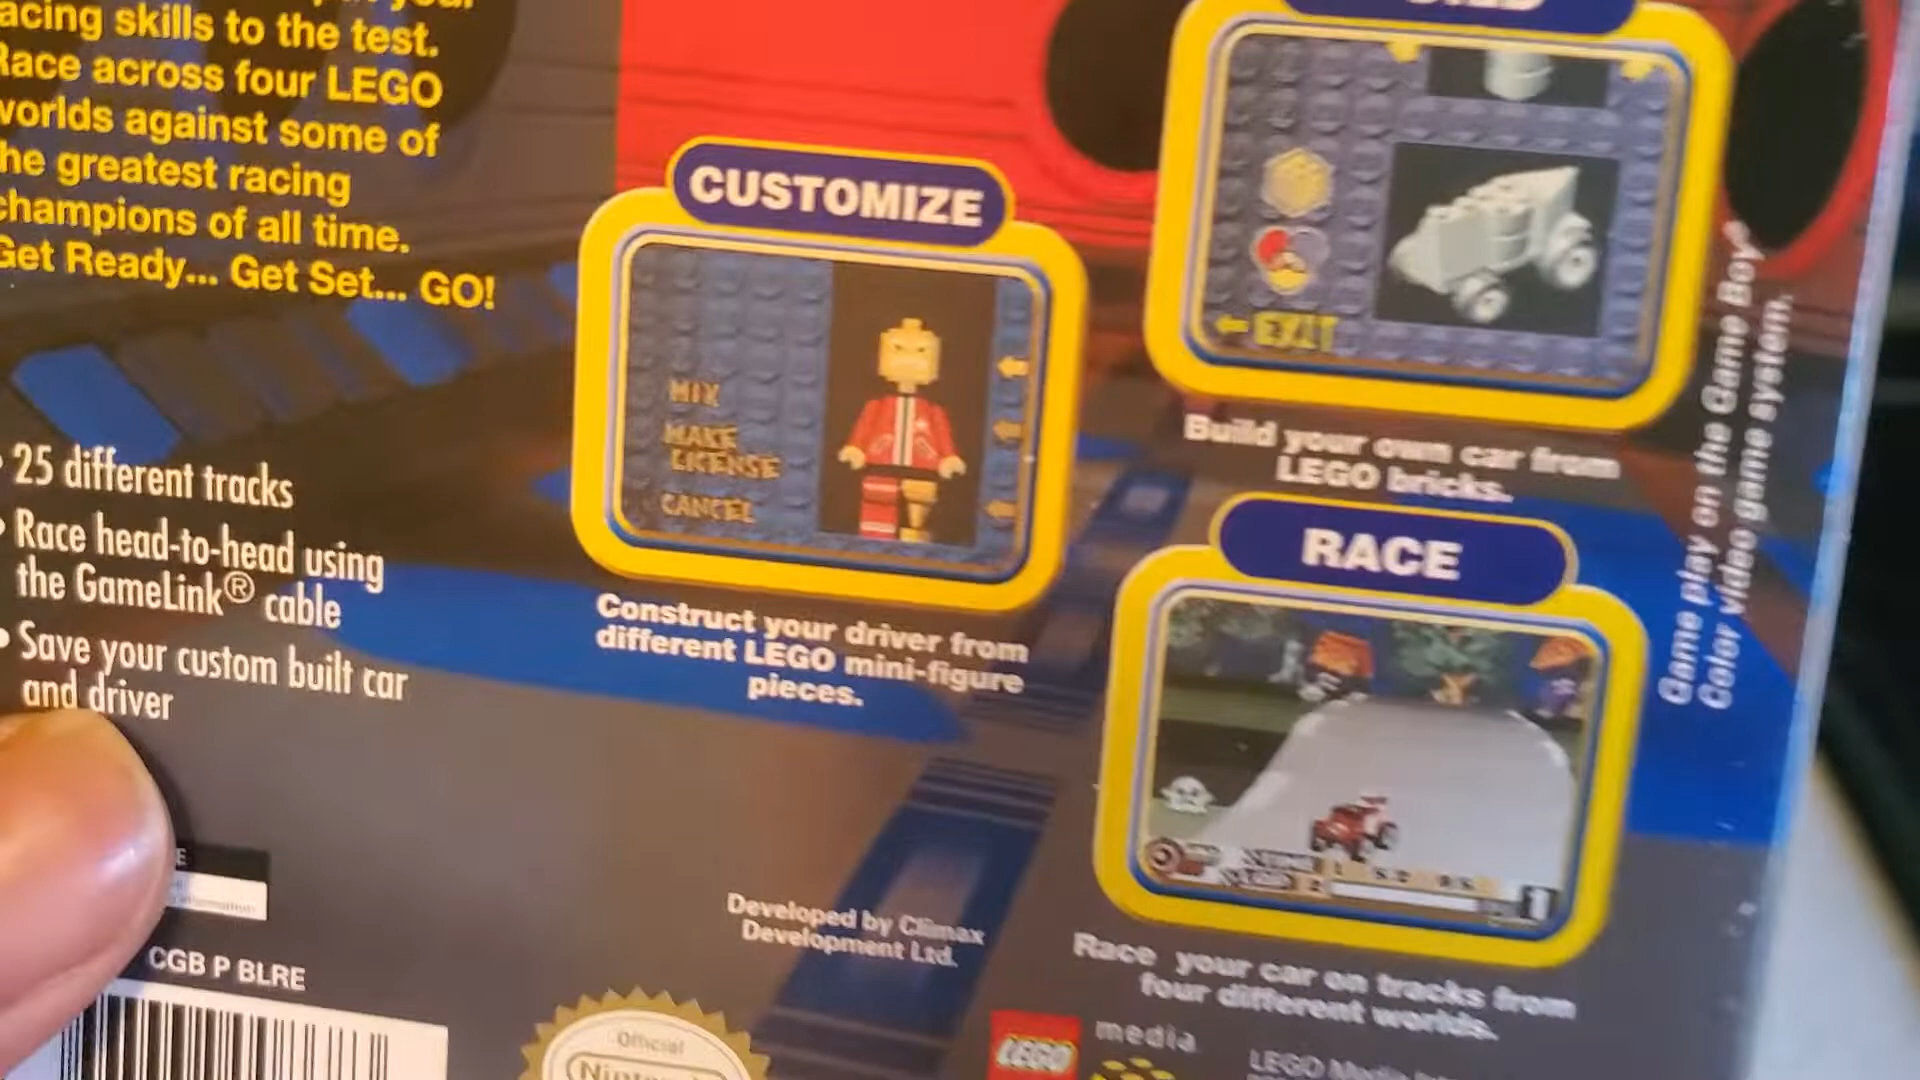 your
acing skills to the test.
Race across four LEGO
worlds against some of
he greatest racing
champions of all time.
Get Ready... Get Set... GO!
• 25 different tracks
• Race head-to-head using
the GameLink® cable
• Save your custom built car
and driver
E
CGB P BLRE
CUSTOMIZE
MIX
MAKE
LICENSE
CANCEL
Construct your driver from
different LEGO mini-figure
pieces.
EXIT
Build your own car from
LEGO bricks.
RACE
Race your car on tracks from
four different worlds.
Game play on the Game Boy®
Color video game system.
Developed by Climax
Development Ltd.
Official
LEGO media
LEGO Media